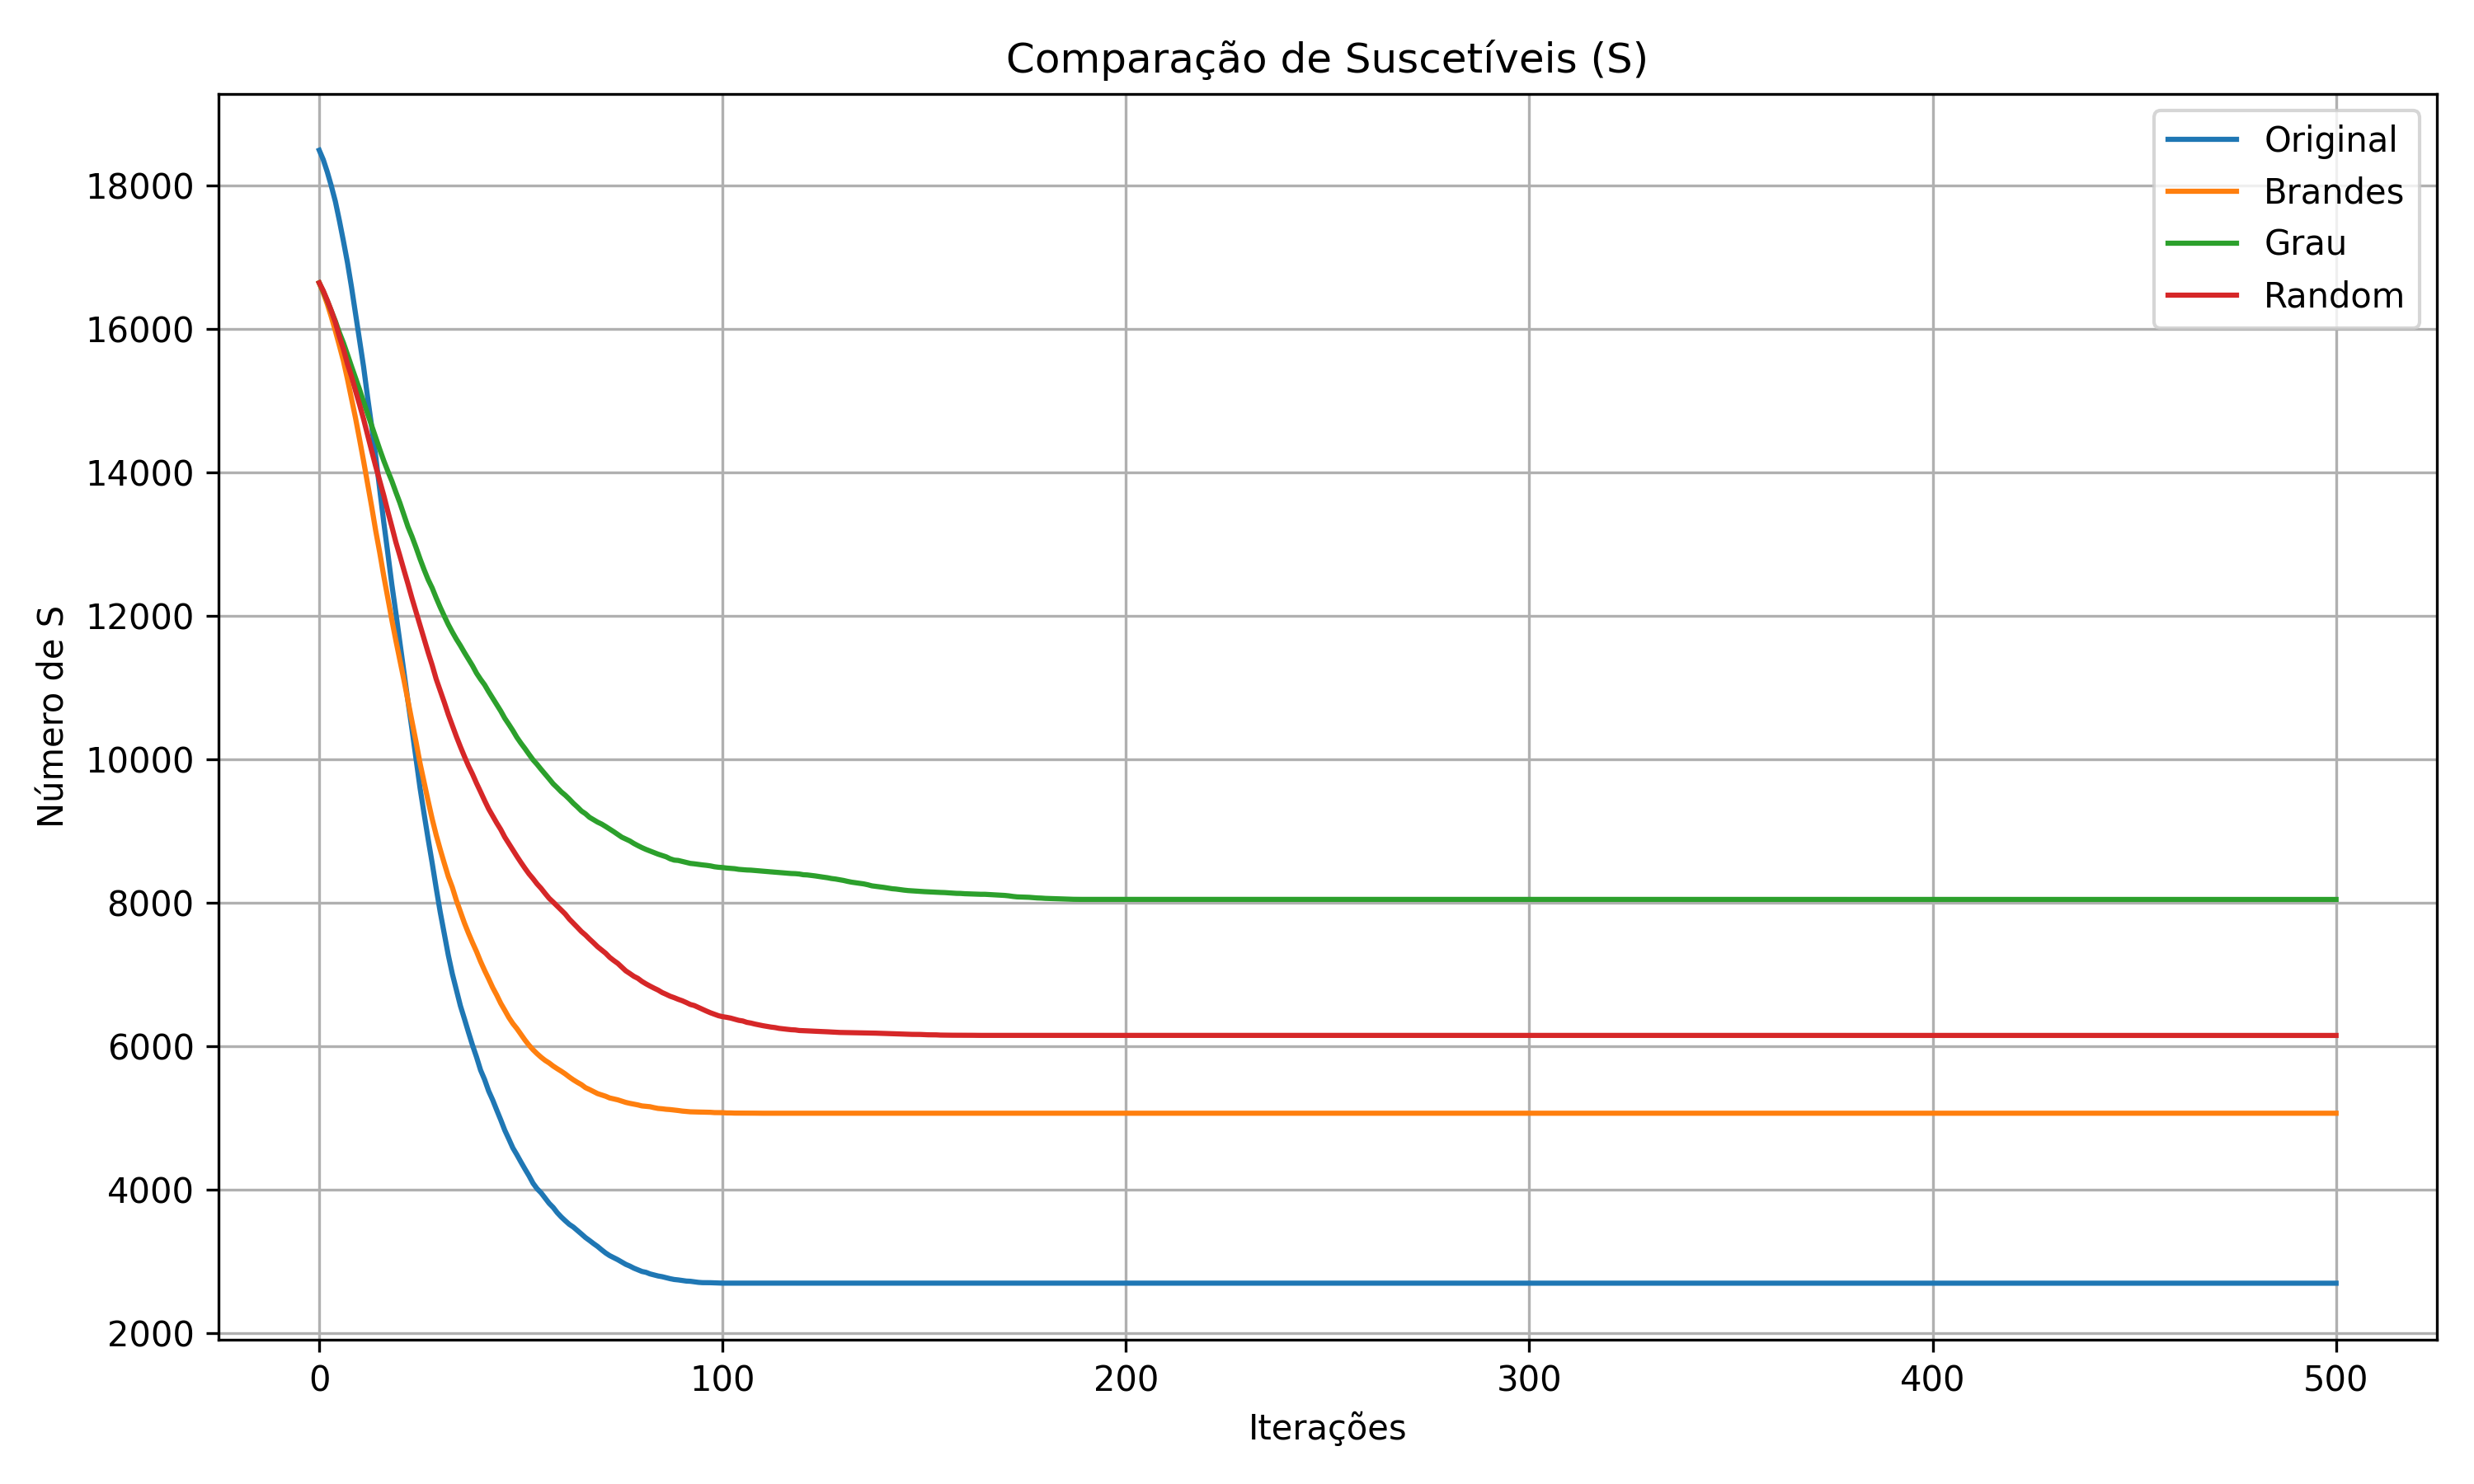 Comparação de Suscetíveis (S)
Original
Brandes
Grau
Random
Número de S
18000
16000
14000
12000
10000
8000
6000
4000
2000
0 100 200 300 400 500
Iterações